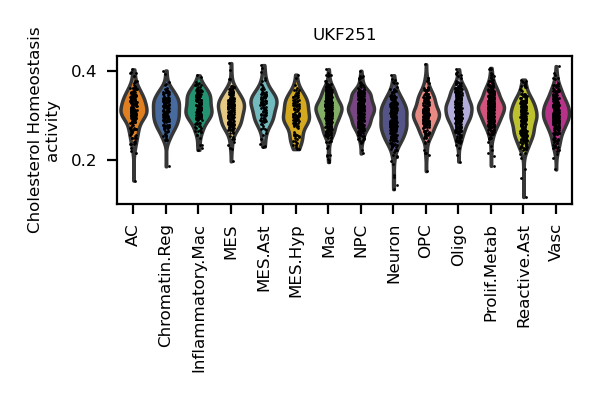 UKF251
Cholesterol Homeostasis
activity
0.4
0.2
AC
Chromatin.Reg
Inflammatory.Mac
MES
MES.Ast
MES.Hyp
Mac
NPC
Neuron
OPC
Oligo
Prolif.Metab
Reactive.Ast
Vasc